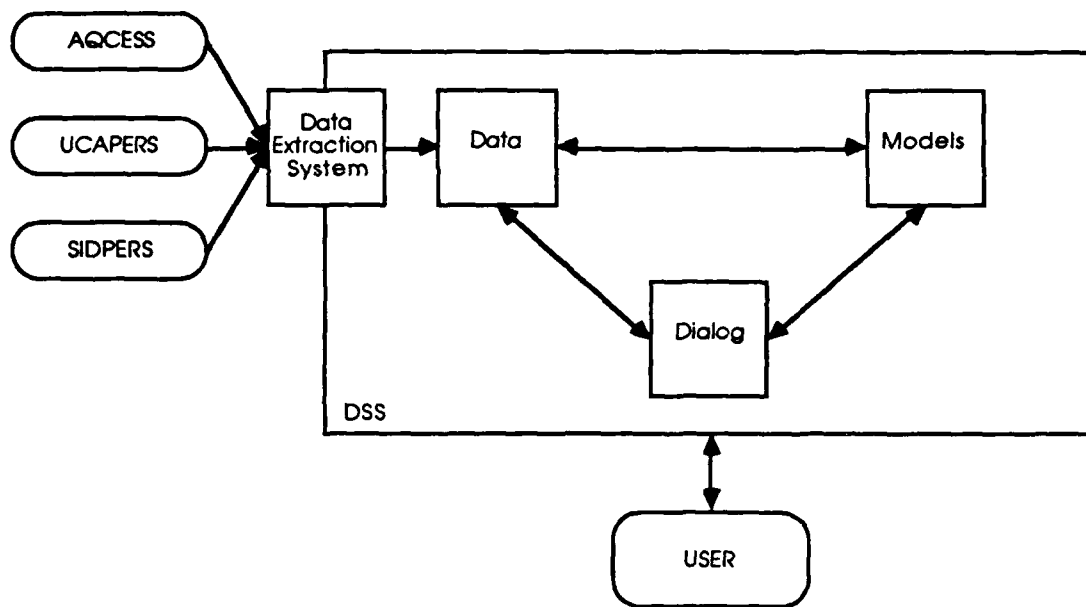 AQCESS
UCAPERS
SIDPERS
Data
Extraction
System
Data
Models
Dialog
DSS
USER